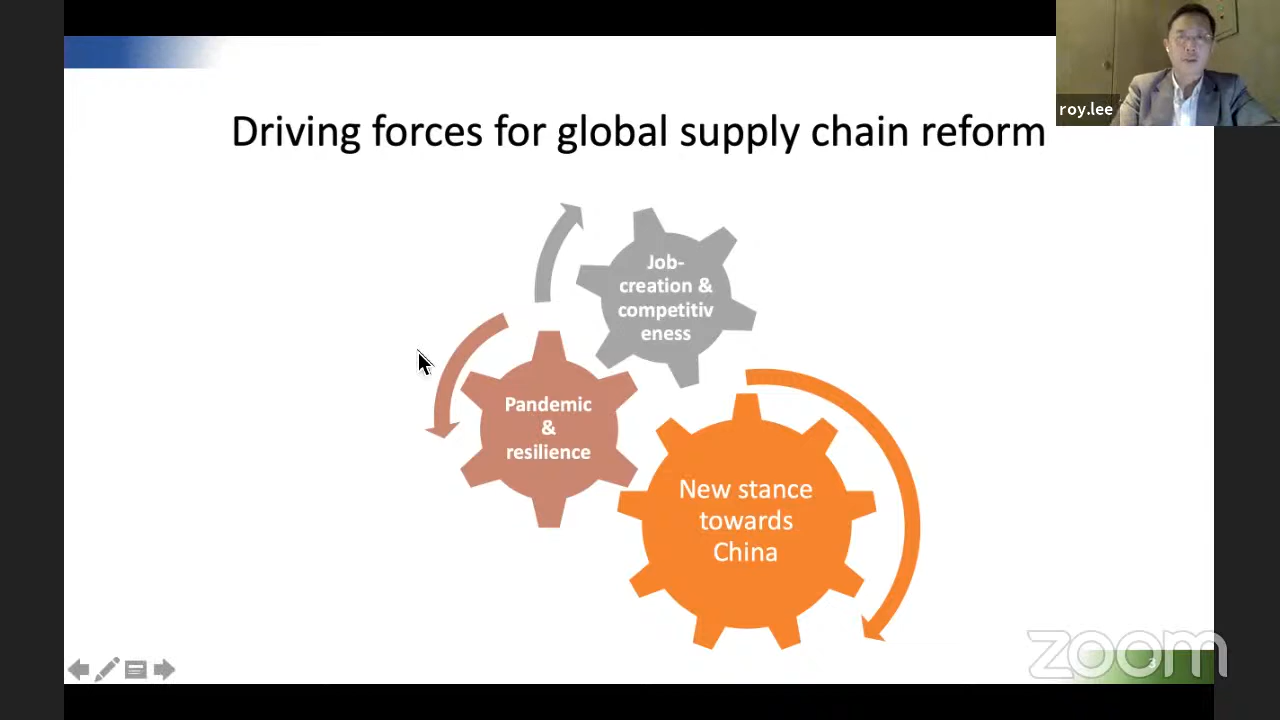 roy.lee
Driving forces for global supply chain reform
Job-
creation &
competitiv
eness
Pandemic
&
resilience
New stance
towards
China
zoom
3